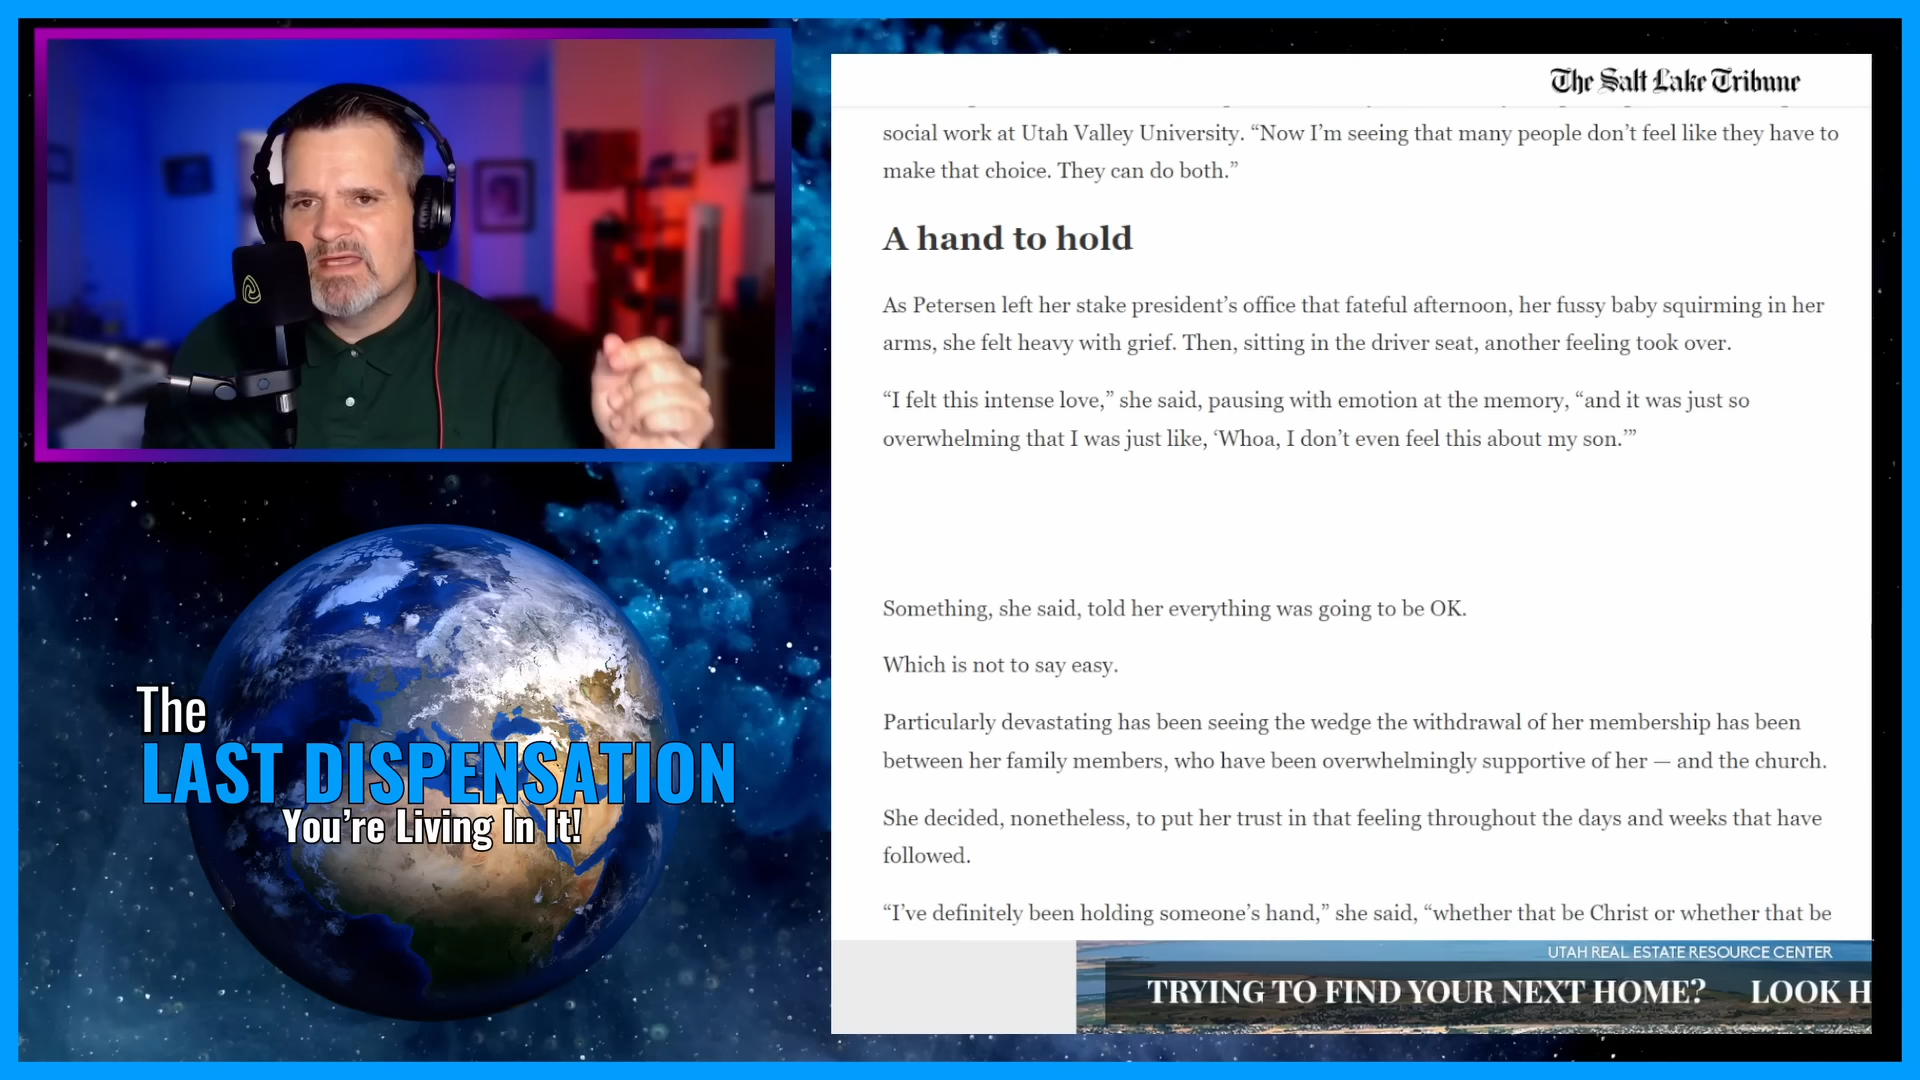 The Salt Lake Tribune
social work at Utah Valley University. “Now I’m seeing that many people don’t feel like they have to
make that choice. They can do both.”
A hand to hold
As Petersen left her stake president’s office that fateful afternoon, her fussy baby squirming in her
arms, she felt heavy with grief. Then, sitting in the driver seat, another feeling took over.
“I felt this intense love,” she said, pausing with emotion at the memory, “and it was just so
overwhelming that I was just like, ‘Whoa, I don’t even feel this about my son.’”
Something, she said, told her everything was going to be OK.
Which is not to say easy.
Particularly devastating has been seeing the wedge the withdrawal of her membership has been
between her family members, who have been overwhelmingly supportive of her — and the church.
She decided, nonetheless, to put her trust in that feeling throughout the days and weeks that have
followed.
“I’ve definitely been holding someone’s hand,” she said, “whether that be Christ or whether that be
UTAH REAL ESTATE RESOURCE CENTER
TRYING TO FIND YOUR NEXT HOME? LOOK H
The
LAST DISPENSATION
You’re Living In It!